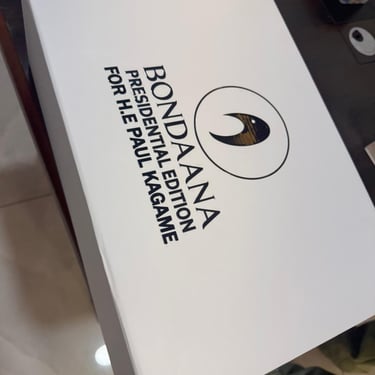 BONDAANA
PRESIDENTIAL EDITION
FOR H.E PAUL KAGAME